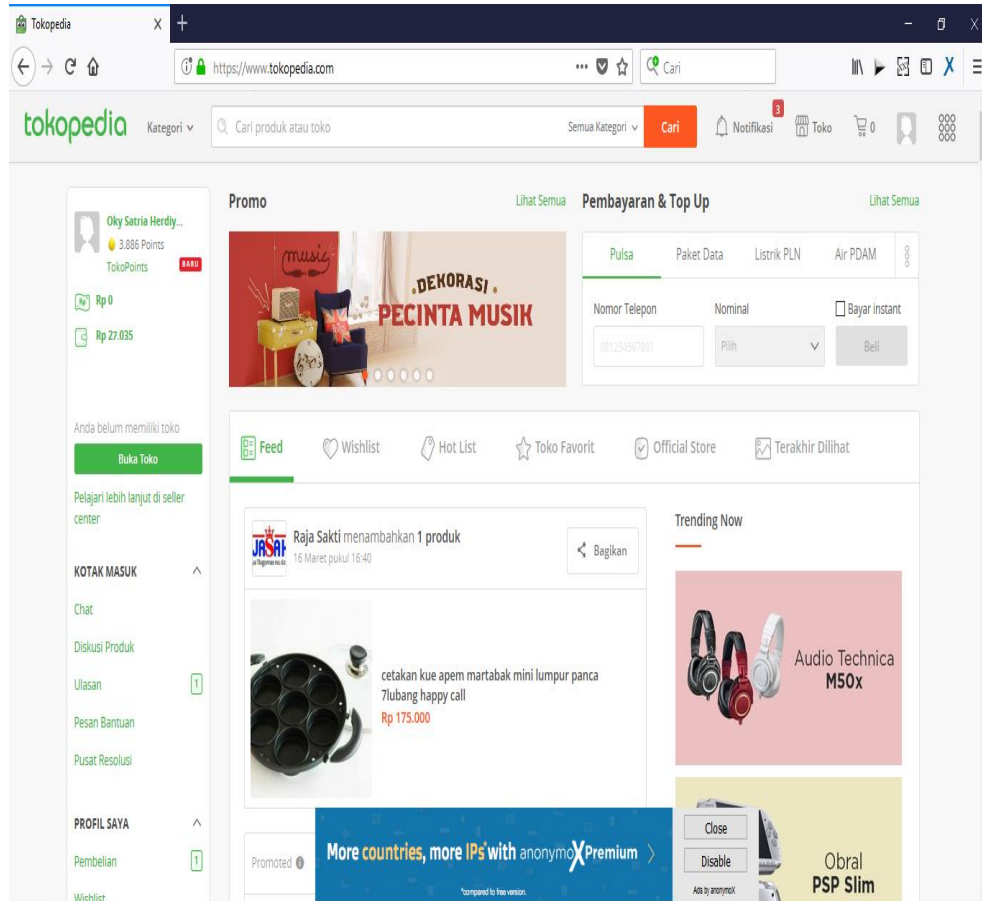 Tokopedia
https://www.tokopedia.com
Cari
tokopedia
Kategori
Cari produk atau toko
Semua Kategori
Cari
Notifikasi
3
Toko
0
Oky Satria Herdiy...
3.886 Points
TokoPoints
BARU
Rp 0
Rp 27.035
Anda belum memiliki toko
Buka Toko
Pelajari lebih lanjut di seller
center
KOTAK MASUK
Chat
Diskusi Produk
Ulasan
1
Pesan Bantuan
Pusat Resolusi
PROFIL SAYA
Pembelian
1
Wishlist
Promo
Lihat Semua
music
DEKORASI
PECINTA MUSIK
Pembayaran & Top Up
Lihat Semua
Pulsa
Paket Data
Listrik PLN
Air PDAM
Nomor Telepon
Nominal
Bayar instant
081234567891
Pilih
Beli
Feed
Wishlist
Hot List
Toko Favorit
Official Store
Terakhir Dilihat
Raja Sakti menambahkan 1 produk
16 Maret pukul 16:40
Bagikan
cetakan kue apem martabak mini lumpur panca
7lubang happy call
Rp 175.000
Promoted
Trending Now
Audio Technica
M50x
Obral
PSP Slim
More countries, more IPs* with anonymoX Premium
*compared to free version.
Close
Disable
Ads by anonymoX